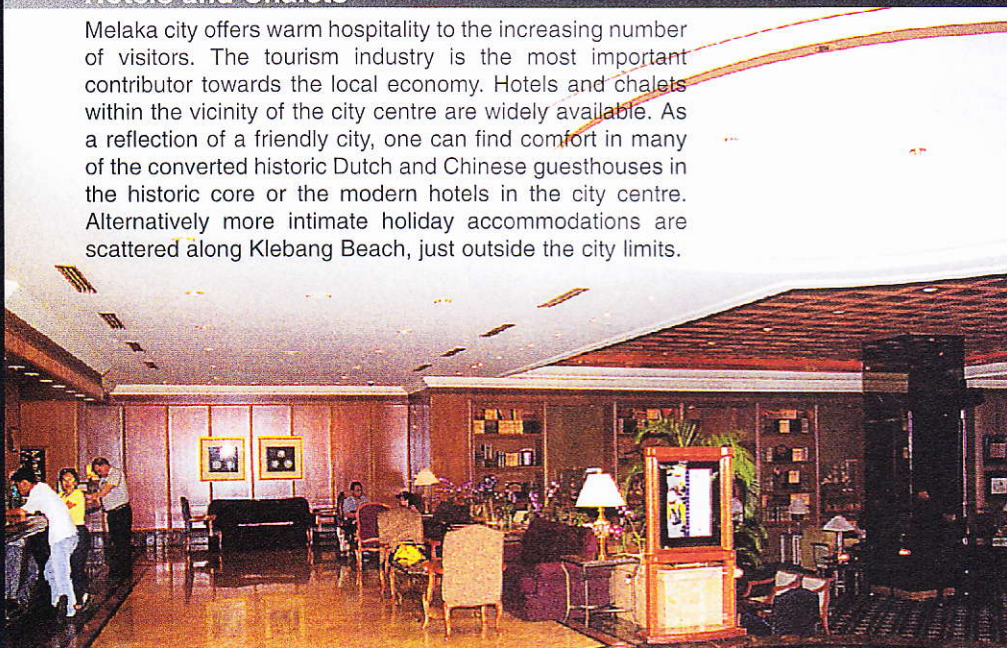 Hotels and Chalets
Melaka city offers warm hospitality to the increasing number
of visitors. The tourism industry is the most important
contributor towards the local economy. Hotels and chalets
within the vicinity of the city centre are widely available. As
a reflection of a friendly city, one can find comfort in many
of the converted historic Dutch and Chinese guesthouses in
the historic core or the modern hotels in the city centre.
Alternatively more intimate holiday accommodations are
scattered along Klebang Beach, just outside the city limits.